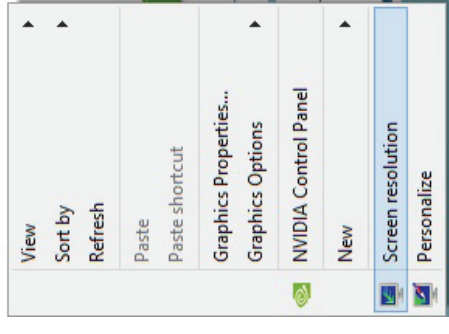 View
Sort by
Refresh
Paste
Paste shortcut
Graphics Properties...
Graphics Options
NVIDIA Control Panel
New
Screen resolution
Personalize